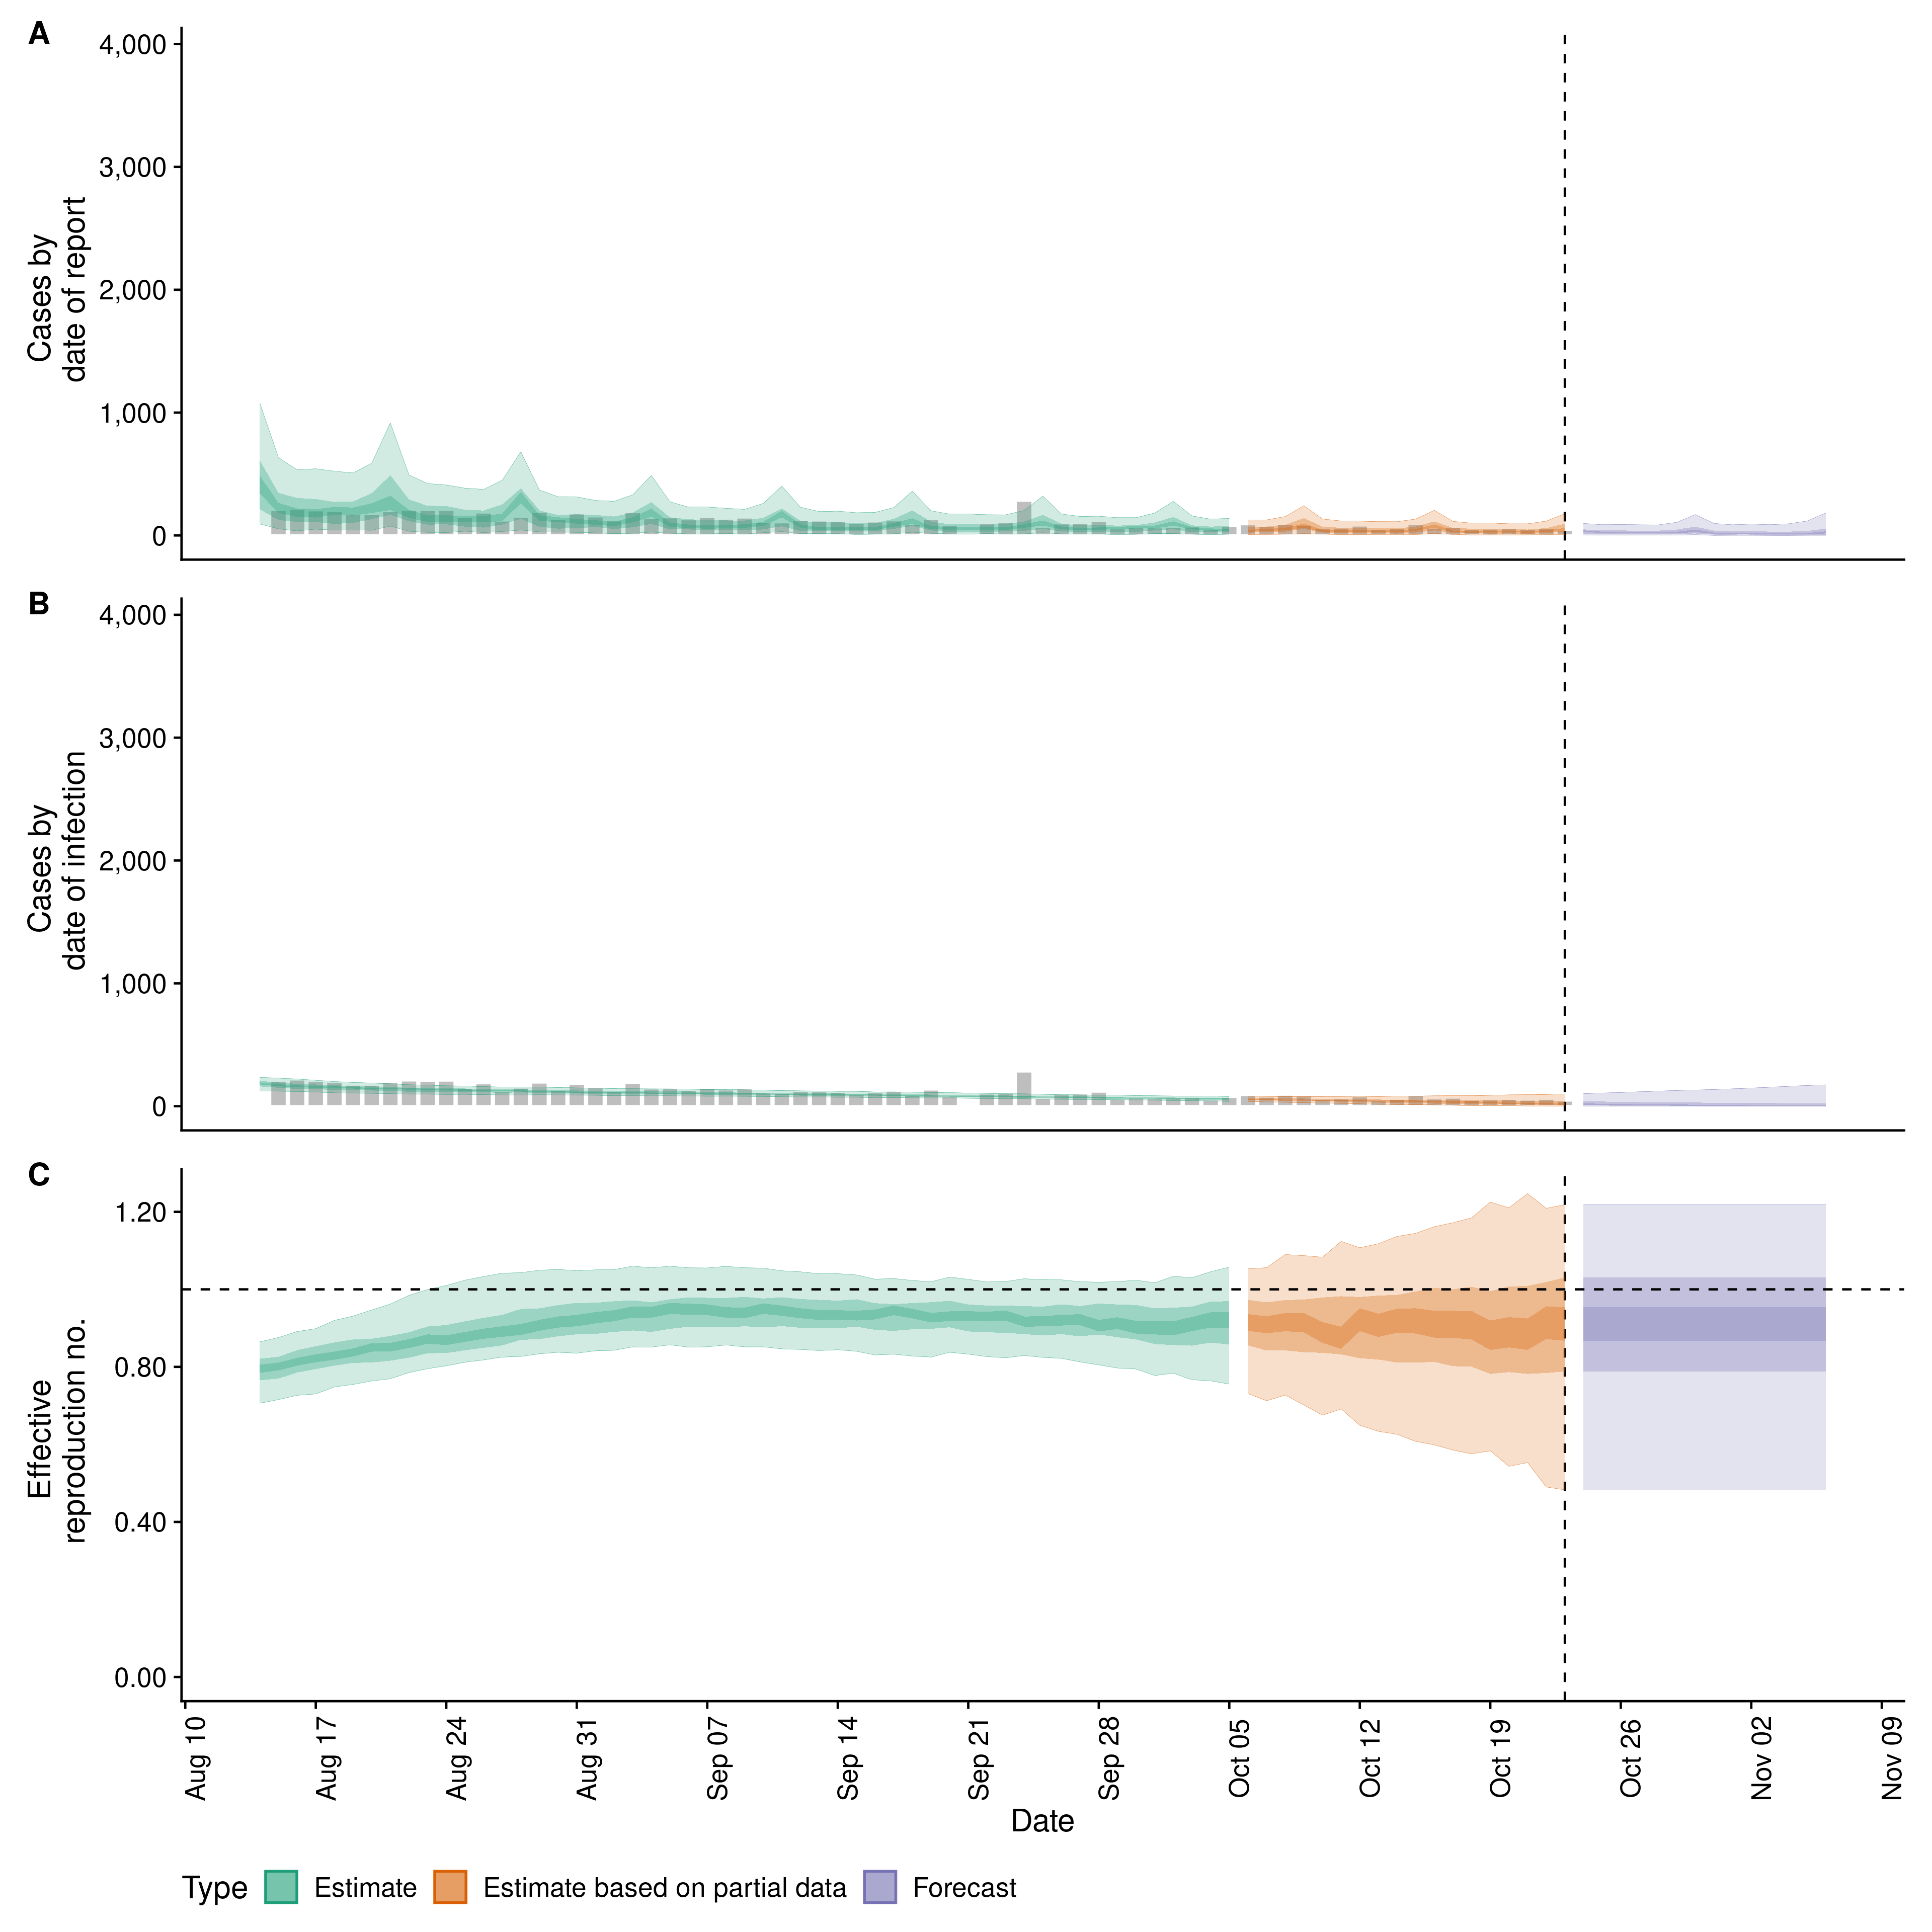 A
4,000
3,000
2,000
1,000
0
Cases by
date of report
B
4,000
3,000
2,000
1,000
0
Cases by
date of infection
C
1.20
0.80
0.40
0.00
Effective
reproduction no.
Aug 10
Aug 17
Aug 24
Aug 31
Sep 07
Sep 14
Sep 21
Sep 28
Oct 05
Oct 12
Oct 19
Oct 26
Nov 02
Nov 09
Date
Type Estimate Estimate based on partial data Forecast